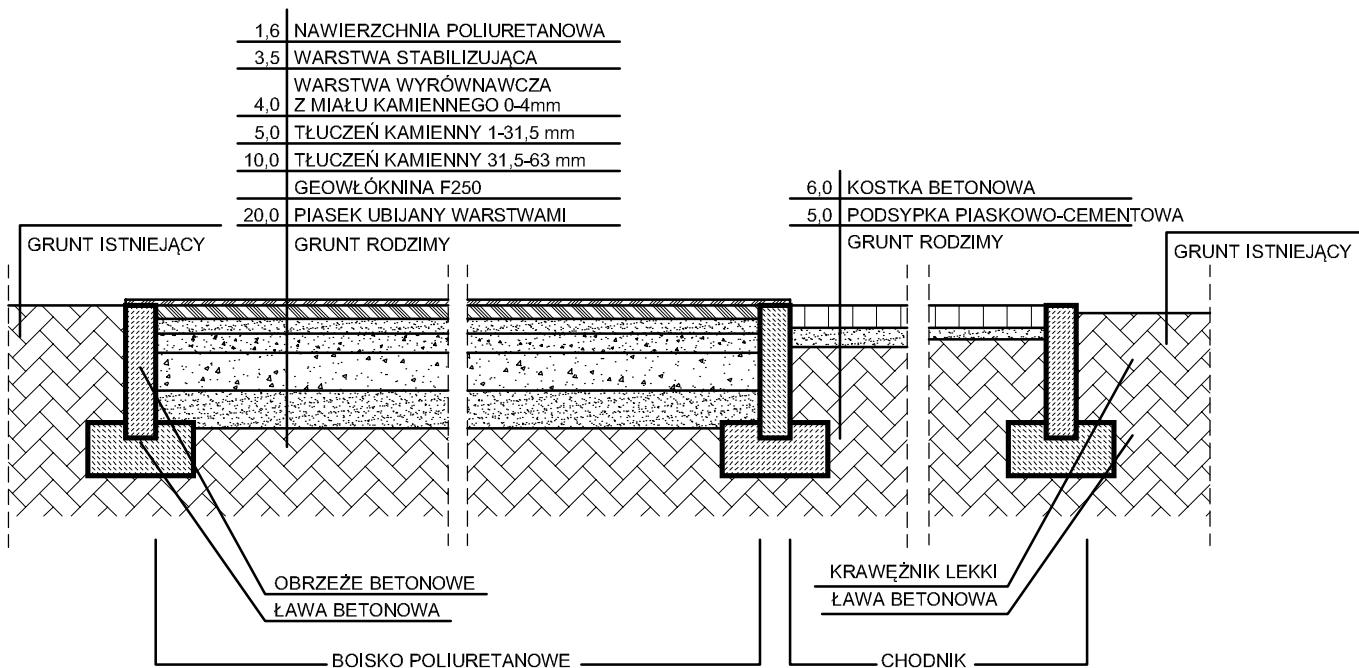 1,6 NAWIERZCHNIA POLIURETANOWA
3,5 WARSTWA STABILIZUJĄCA
WARSTWA WYRÓWNAWCZA
4,0 Z MIAŁU KAMIENNEGO 0-4mm
5,0 TŁUCZEŃ KAMIENNY 1-31,5 mm
10,0 TŁUCZEŃ KAMIENNY 31,5-63 mm
GEOWŁÓKNINA F250
20,0 PIASEK UBIJANY WARSTWAMI
GRUNT RODZIMY
GRUNT ISTNIEJĄCY
6,0 KOSTKA BETONOWA
5,0 PODSYPKA PIASKOWO-CEMENTOWA
GRUNT RODZIMY
GRUNT ISTNIEJĄCY
OBRZEŻE BETONOWE
ŁAWA BETONOWA
KRAWĘŻNIK LEKKI
ŁAWA BETONOWA
BOISKO POLIURETANOWE
CHODNIK